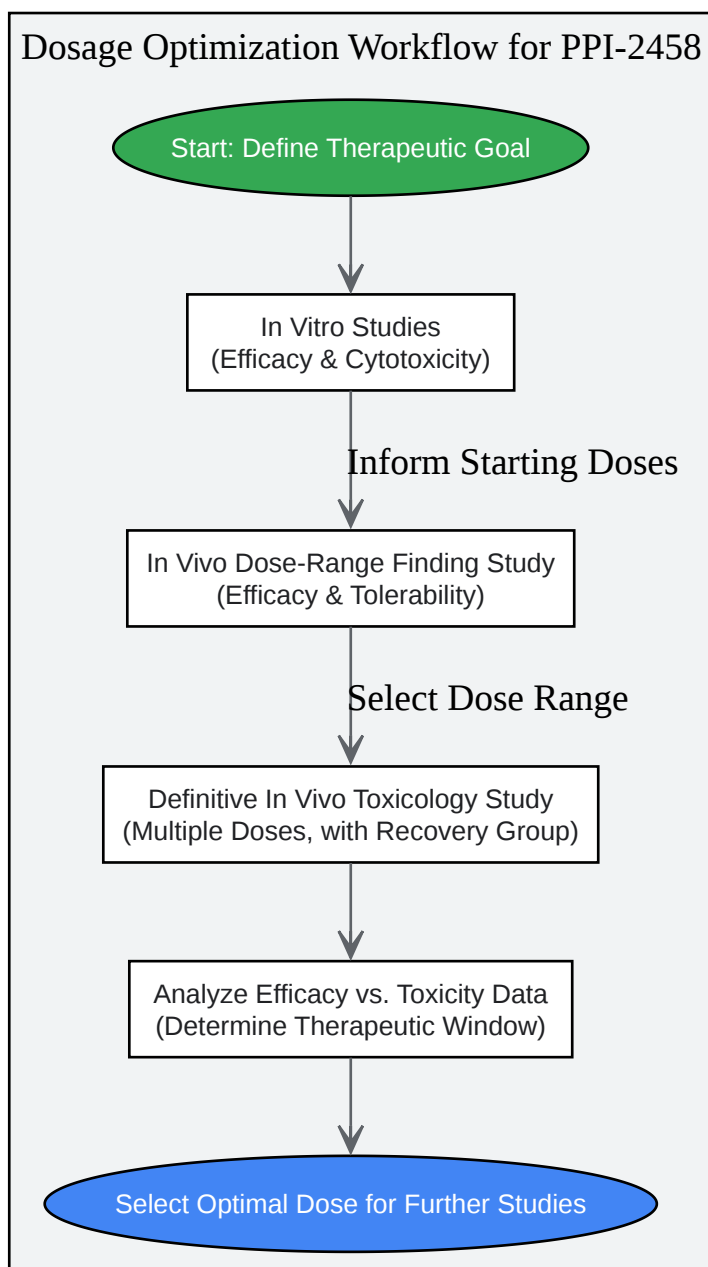 Dosage Optimization Workflow for PPI-2458
Start: Define Therapeutic Goal
In Vitro Studies
(Efficacy & Cytotoxicity)
Inform Starting Doses
In Vivo Dose-Range Finding Study
(Efficacy & Tolerability)
Select Dose Range
Definitive In Vivo Toxicology Study
(Multiple Doses, with Recovery Group)
Analyze Efficacy vs. Toxicity Data
(Determine Therapeutic Window)
Select Optimal Dose for Further Studies